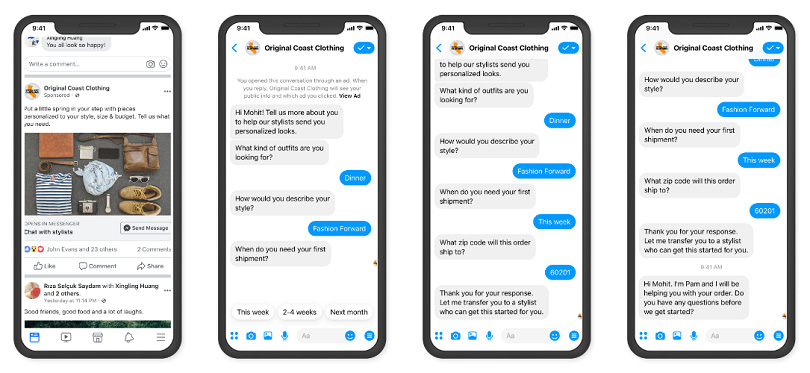 9:41
Xingling Huang
You all look so happy!
Write a comment...
Original Coast Clothing
Sponsored ·
Put a little spring in your step with pieces
personalized to your style, size & budget. Tell us what
you need.
OPENS IN MESSENGER
Chat with stylists
Send Message
John Evans and 23 others
2 Comments
Like
Comment
Share
Rıza Selçuk Saydam with Xingling Huang
and 2 others.
Yesterday at 11:14 PM ·
Good friends, good food and a lot of laughs.
9:41
Original Coast Clothing
9:41 AM
You opened this conversation through an ad. When
you reply, Original Coast Clothing will see your
public info and which ad you clicked. View Ad
Hi Mohit! Tell us more about you
to help our stylists send you
personalized looks.
What kind of outfits are you
looking for?
Dinner
How would you describe your
style?
Fashion Forward
When do you need your first
shipment?
This week
2-4 weeks
Next month
Aa
9:41
Original Coast Clothing
to help our stylists send you
personalized looks.
What kind of outfits are you
looking for?
Dinner
How would you describe your
style?
Fashion Forward
When do you need your first
shipment?
This week
What zip code will this order
ship to?
60201
Thank you for your response.
Let me transfer you to a stylist
who can get this started for you.
Aa
9:41
Original Coast Clothing
Dinner
How would you describe your
style?
Fashion Forward
When do you need your first
shipment?
This week
What zip code will this order
ship to?
60201
Thank you for your response.
Let me transfer you to a stylist
who can get this started for you.
9:41 AM
Hi Mohit. I'm Pam and I will be
helping you with your order. Do
you have any questions before
we get started?
Aa